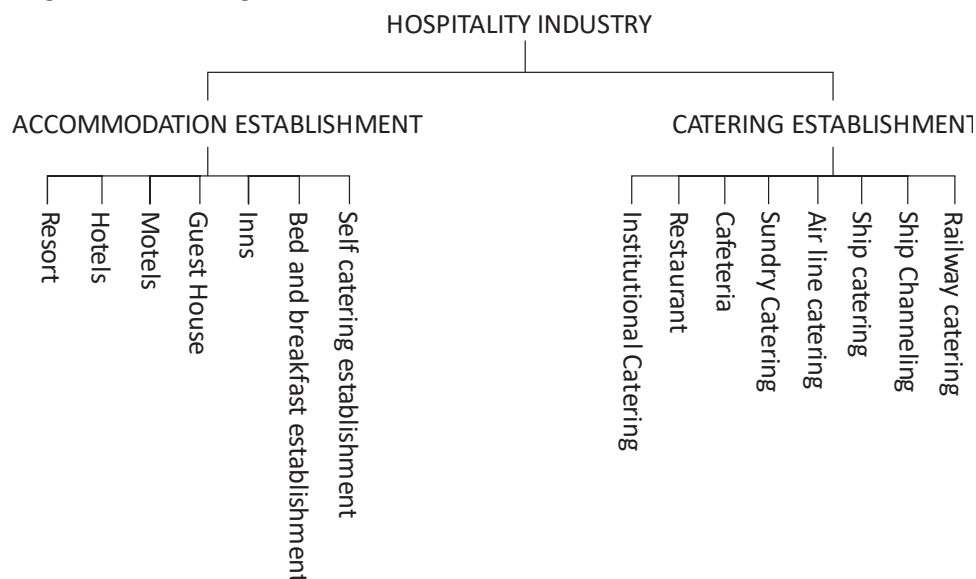 HOSPITALITY INDUSTRY
ACCOMMODATION ESTABLISHMENT
CATERING ESTABLISHMENT
Resort
Hotels
Motels
Guest House
Inns
Bed and breakfast establishment
Self catering establishment
Institutional Catering
Restaurant
Cafeteria
Sundry Catering
Air line catering
Ship catering
Ship Channeling
Railway catering